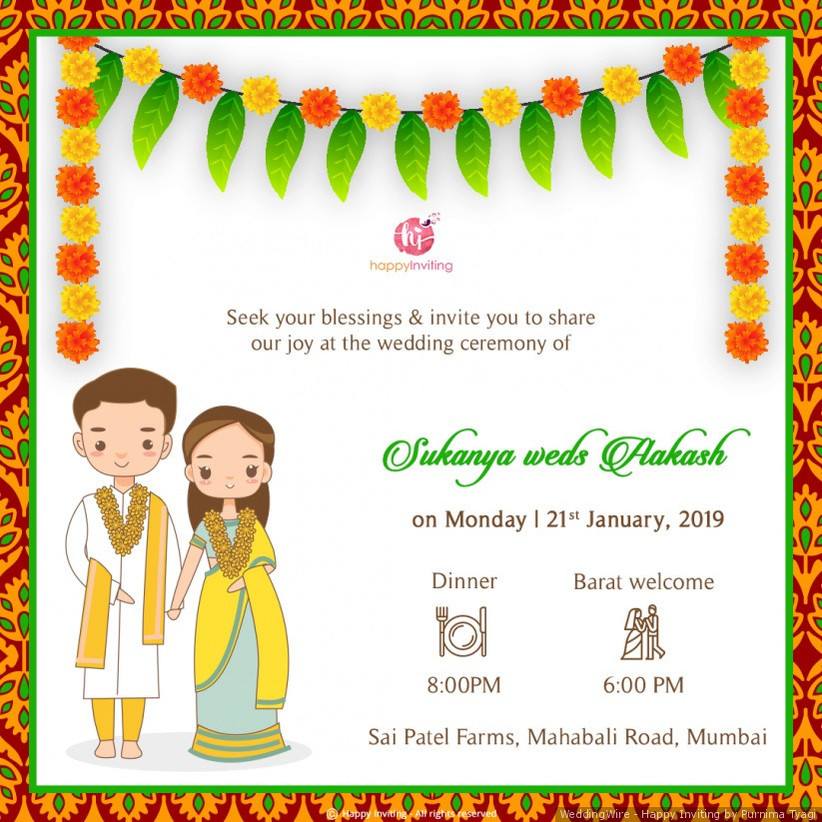 hi
happyInviting
Seek your blessings & invite you to share
our joy at the wedding ceremony of
Sukanya weds Aakash
on Monday | 21st January, 2019
Dinner
Barat welcome
8:00PM
6:00 PM
Sai Patel Farms, Mahabali Road, Mumbai
© Happy Inviting - All rights reserved
WeddingWire - Happy Inviting by Purnima Tyagi